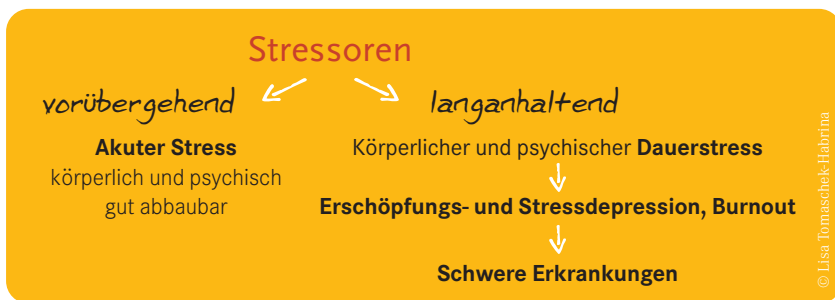 Stressoren
vorübergehend
Akuter Stress
körperlich und psychisch
gut abbaubar
langanhaltend
Körperlicher und psychischer Dauerstress
Erschöpfungs- und Stressdepression, Burnout
Schwere Erkrankungen
© Lisa Tomaschek-Habrina